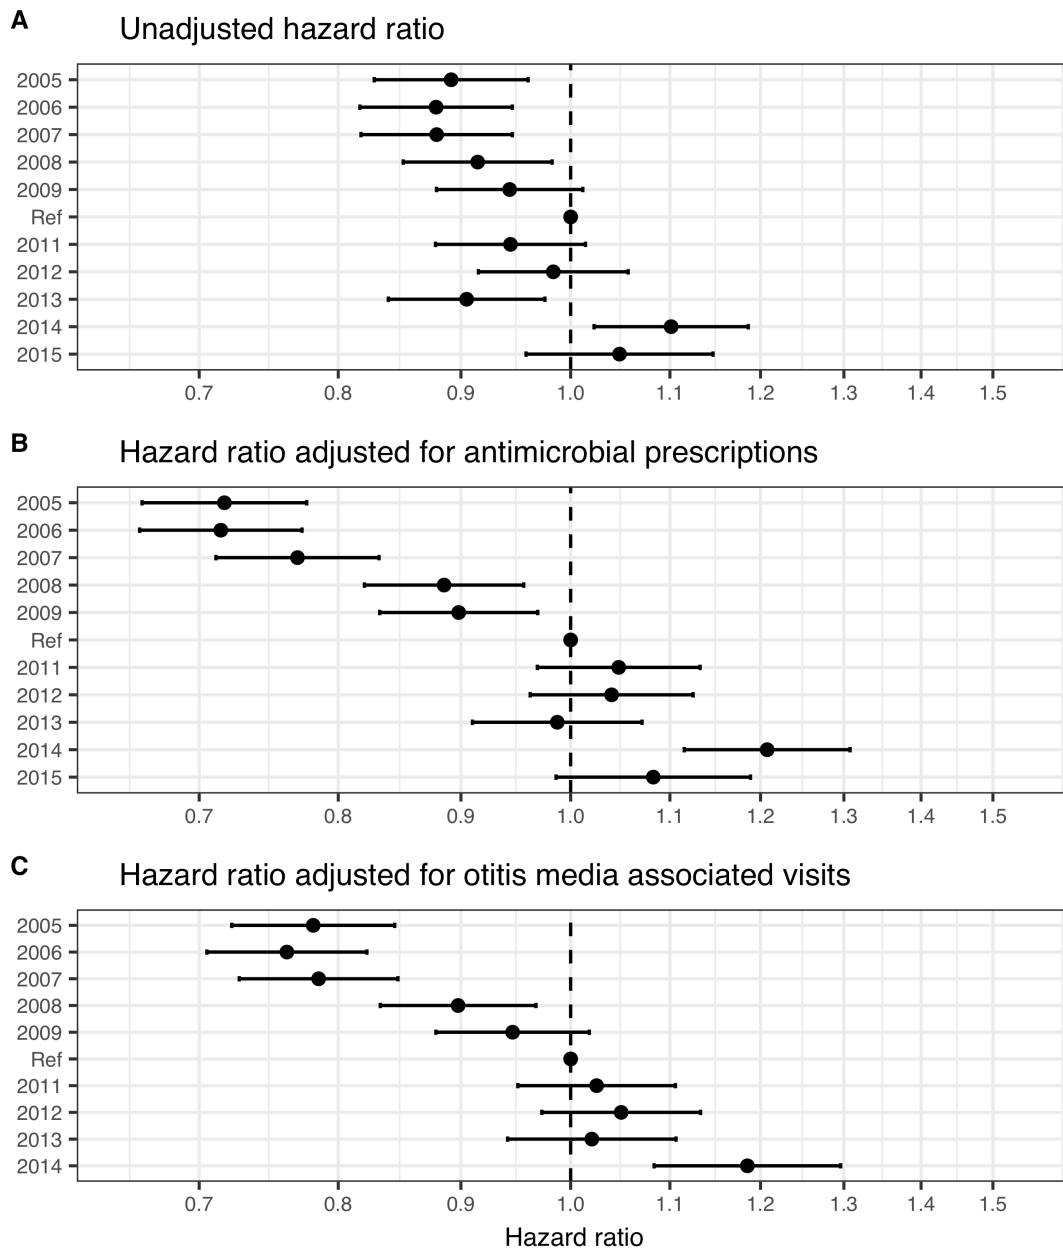 A Unadjusted hazard ratio
2005
2006
2007
2008
2009
Ref
2011
2012
2013
2014
2015
0.7 0.8 0.9 1.0 1.1 1.2 1.3 1.4 1.5
B Hazard ratio adjusted for antimicrobial prescriptions
2005
2006
2007
2008
2009
Ref
2011
2012
2013
2014
2015
0.7 0.8 0.9 1.0 1.1 1.2 1.3 1.4 1.5
C Hazard ratio adjusted for otitis media associated visits
2005
2006
2007
2008
2009
Ref
2011
2012
2013
2014
0.7 0.8 0.9 1.0 1.1 1.2 1.3 1.4 1.5
Hazard ratio